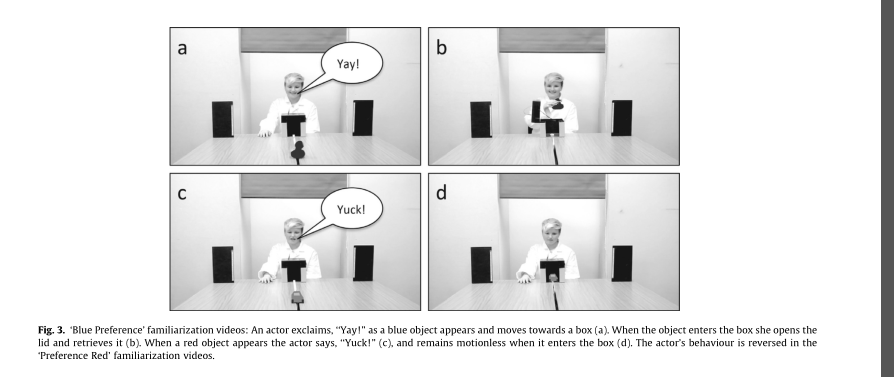 a
Yay!
b
c
Yuck!
d
Fig. 3. ‘Blue Preference’ familiarization videos: An actor exclaims, “Yay!” as a blue object appears and moves towards a box (a). When the object enters the box she opens the
lid and retrieves it (b). When a red object appears the actor says, “Yuck!” (c), and remains motionless when it enters the box (d). The actor’s behaviour is reversed in the
‘Preference Red’ familiarization videos.